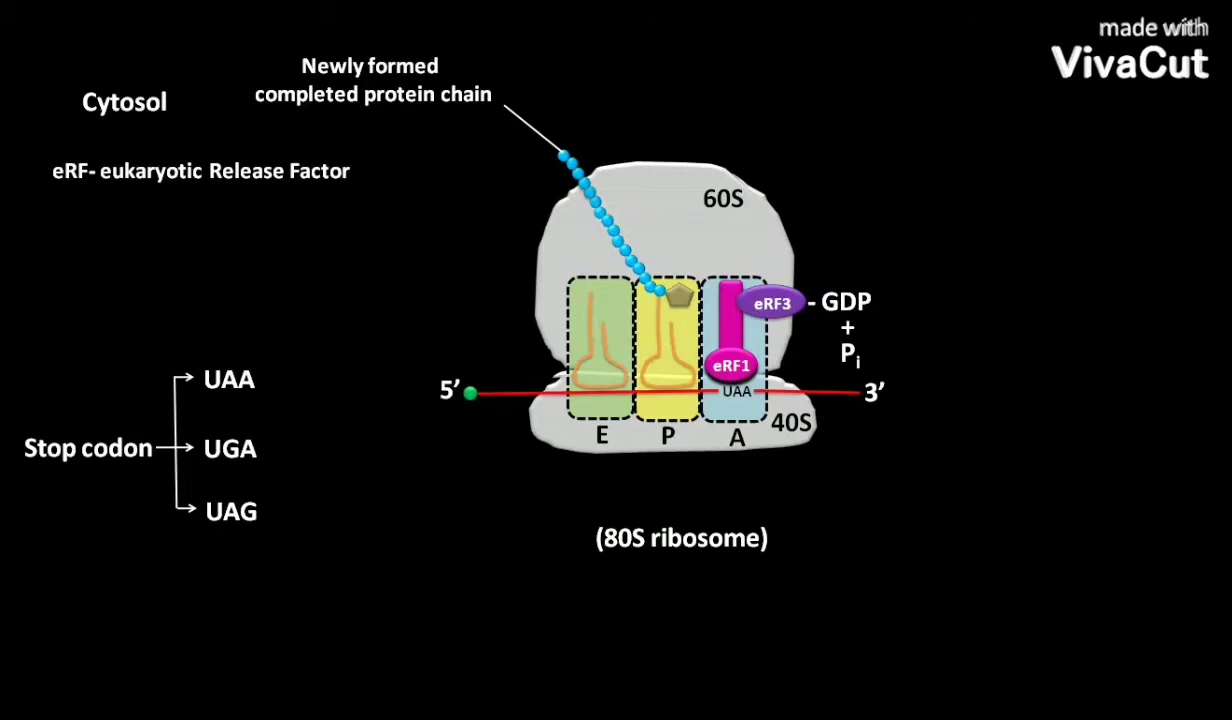 made with
VivaCut
Newly formed
completed protein chain
Cytosol
eRF- eukaryotic Release Factor
60S
eRF3 - GDP
+
Pi
eRF1
UAA
5’
3’
40S
E P A
Stop codon
UAA
UGA
UAG
(80S ribosome)